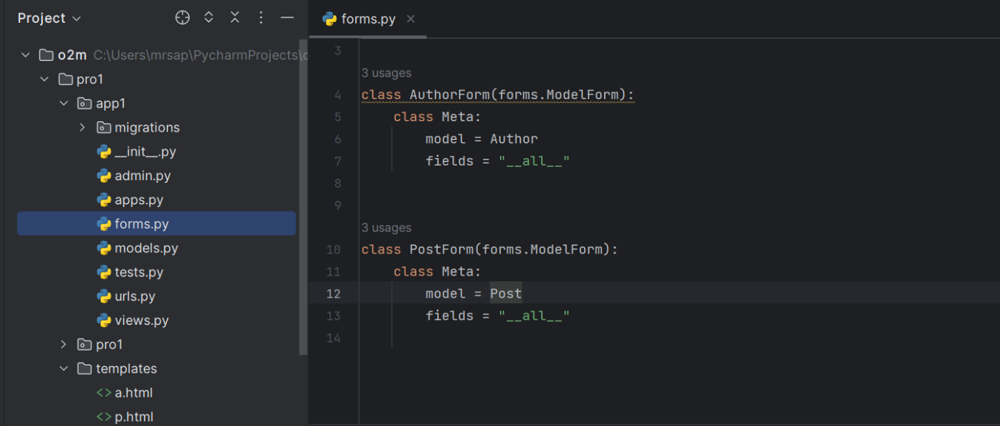 Project
o2m C:\Users\mrsap\PycharmProjects\
pro1
app1
migrations
__init__.py
admin.py
apps.py
forms.py
models.py
tests.py
urls.py
views.py
pro1
templates
a.html
p.html
forms.py
3
3 usages
4 class AuthorForm(forms.ModelForm):
5 class Meta:
6 model = Author
7 fields = "__all__"
8
9
3 usages
10 class PostForm(forms.ModelForm):
11 class Meta:
12 model = Post
13 fields = "__all__"
14